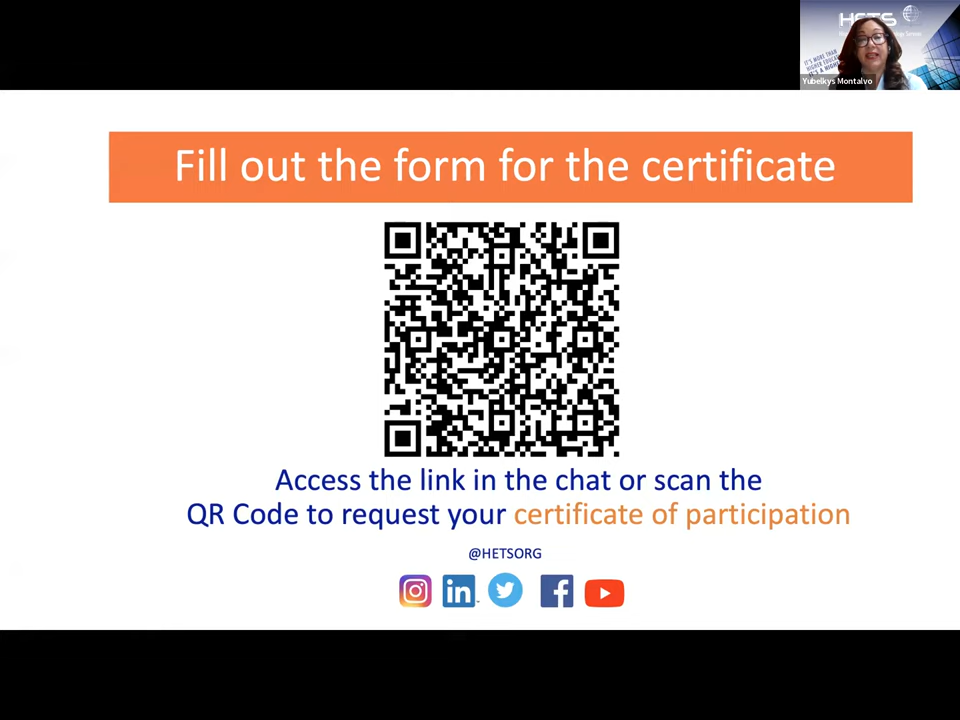 HETS
Yubelkys Montalvo
Fill out the form for the certificate
Access the link in the chat or scan the
QR Code to request your certificate of participation
@HETSORG